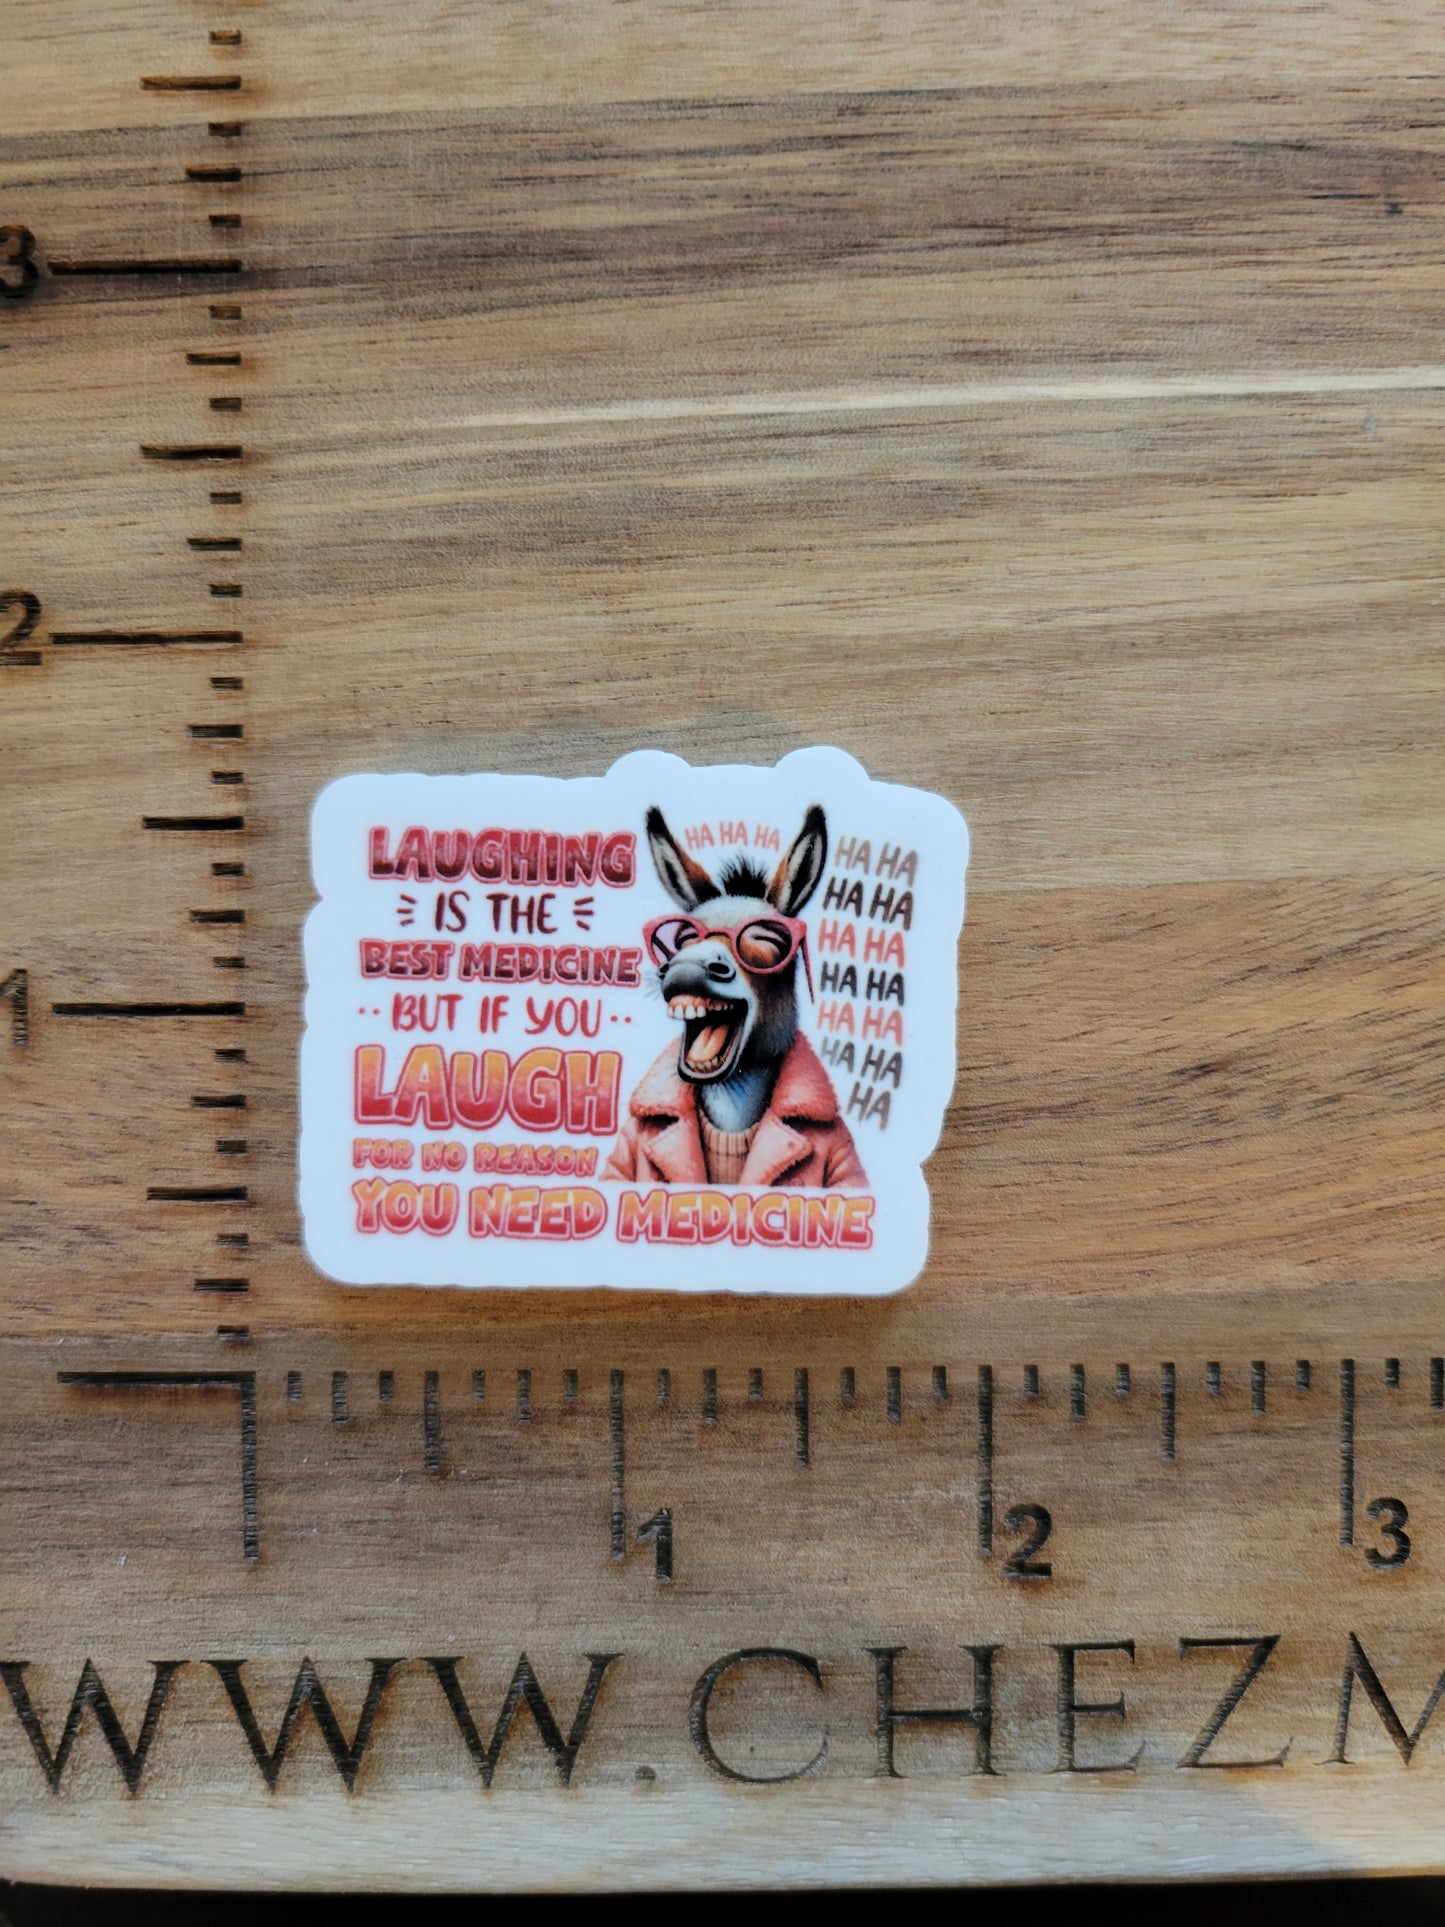 3
2
1
LAUGHING
IS THE
BEST MEDICINE
BUT IF YOU
LAUGH
FOR NO REASON
YOU NEED MEDICINE
HA HA HA
HA HA
HA HA
HA HA
HA HA
HA HA
HA HA
HA
1 2 3
WWW.CHEZM